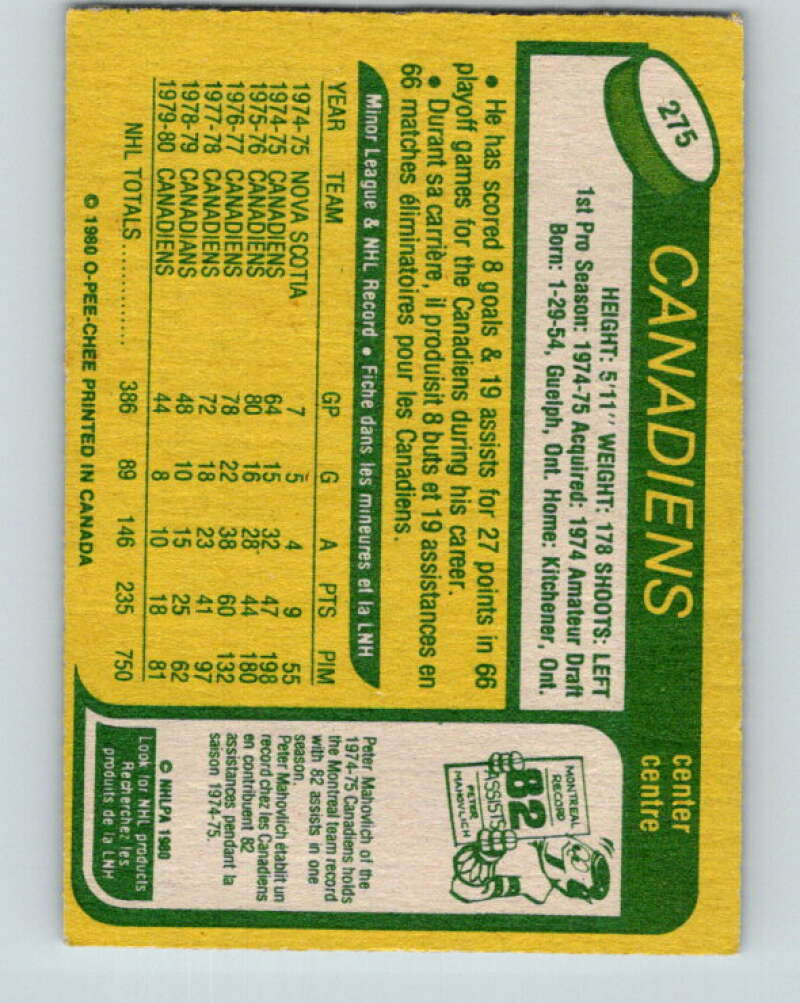 275
CANADIENS
center
centre
HEIGHT: 5'11" WEIGHT: 178 SHOOTS: LEFT
1st Pro Season: 1974-75 Acquired: 1974 Amateur Draft
Born: 1-29-54, Guelph, Ont. Home: Kitchener, Ont.
• He has scored 8 goals & 19 assists for 27 points in 66
playoff games for the Canadiens during his career.
• Durant sa carrière, il produisit 8 buts et 19 assistances en
66 matches éliminatoires pour les Canadiens.
Minor League & NHL Record • Fiche dans les mineures et la LNH
YEAR TEAM GP G A PTS PIM
1974-75 NOVA SCOTIA 7 5 4 9 55
1974-75 CANADIENS 64 15 32 47 198
1975-76 CANADIENS 80 16 28 44 180
1976-77 CANADIENS 78 22 38 60 132
1977-78 CANADIENS 72 18 23 41 97
1978-79 CANADIANS 48 10 15 25 62
1979-80 CANADIENS 44 8 10 18 81
NHL TOTALS ............. 386 89 146 235 750
© 1980 O-PEE-CHEE PRINTED IN CANADA
MONTREAL
RECORD
82
ASSISTS
PETER
MAHOVLICH
Peter Mahovlich of the
1974-75 Canadiens holds
the Montreal team record
with 82 assists in one
season.
Peter Mahovlich établit un
record chez les Canadiens
en contribuent 82
assistances pendant la
saison 1974-75.
© NHLPA 1980
Look for NHL products
Recherchez les
produits de la LNH